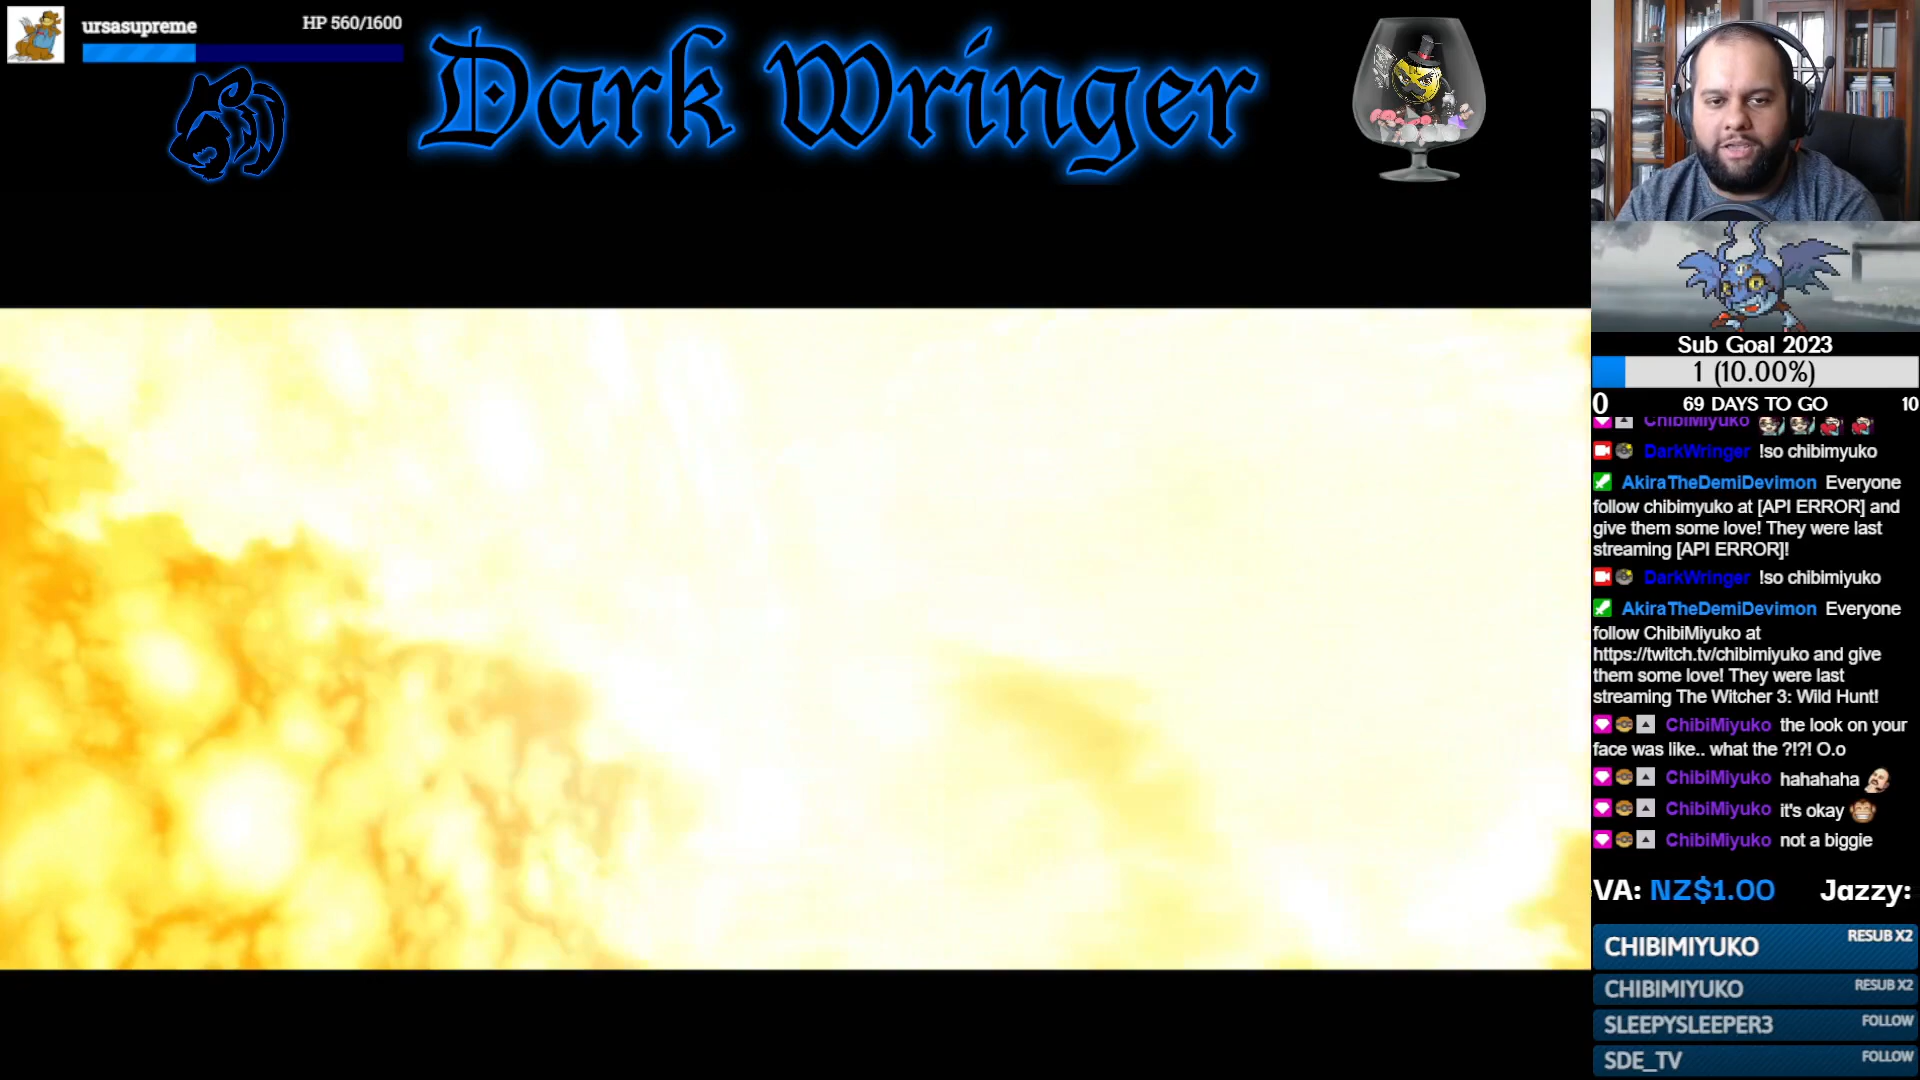 ursasupreme
HP 560/1600
Dark Wringer
Sub Goal 2023
1 (10.00%)
0 69 DAYS TO GO 10
ChibiMiyuko
DarkWringer !so chibimyuko
AkiraTheDemiDevimon Everyone
follow chibimyuko at [API ERROR] and
give them some love! They were last
streaming [API ERROR]!
DarkWringer !so chibimiyuko
AkiraTheDemiDevimon Everyone
follow ChibiMiyuko at
https://twitch.tv/chibimiyuko and give
them some love! They were last
streaming The Witcher 3: Wild Hunt!
ChibiMiyuko the look on your
face was like.. what the ?!?! O.o
ChibiMiyuko hahahaha
ChibiMiyuko it's okay
ChibiMiyuko not a biggie
VA: NZ$1.00 Jazzy:
CHIBIMIYUKO RESUB X2
CHIBIMIYUKO RESUB X2
SLEEPYSLEEPER3 FOLLOW
SDE_TV FOLLOW